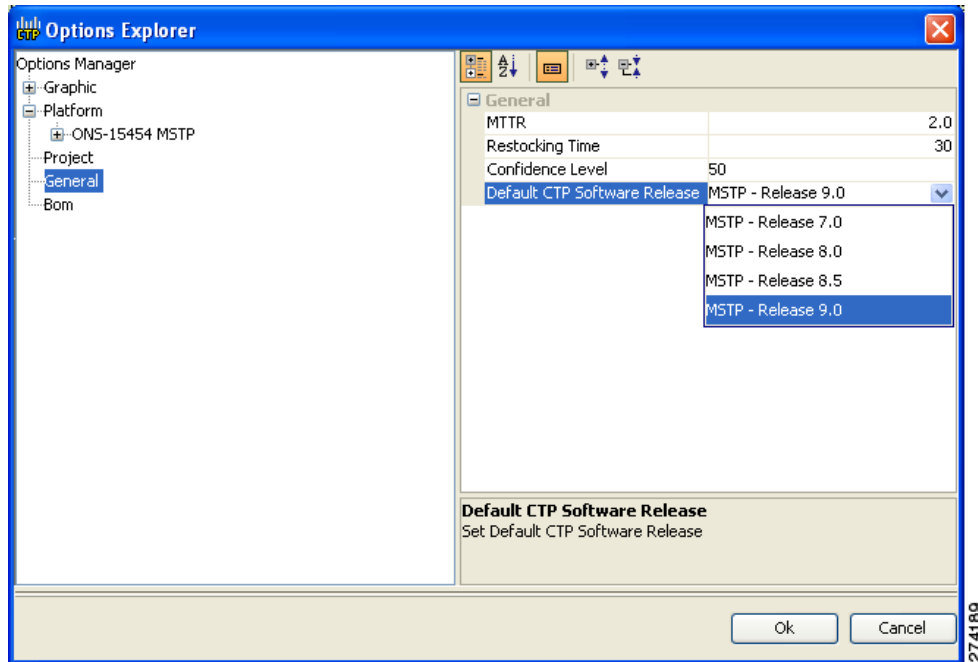 CTP Options Explorer
Options Manager
Graphic
Platform
ONS-15454 MSTP
Project
General
Bom
A Z
General
MTTR 2.0
Restocking Time 30
Confidence Level 50
Default CTP Software Release MSTP - Release 9.0
MSTP - Release 7.0
MSTP - Release 8.0
MSTP - Release 8.5
MSTP - Release 9.0
Default CTP Software Release
Set Default CTP Software Release
Ok Cancel
274189